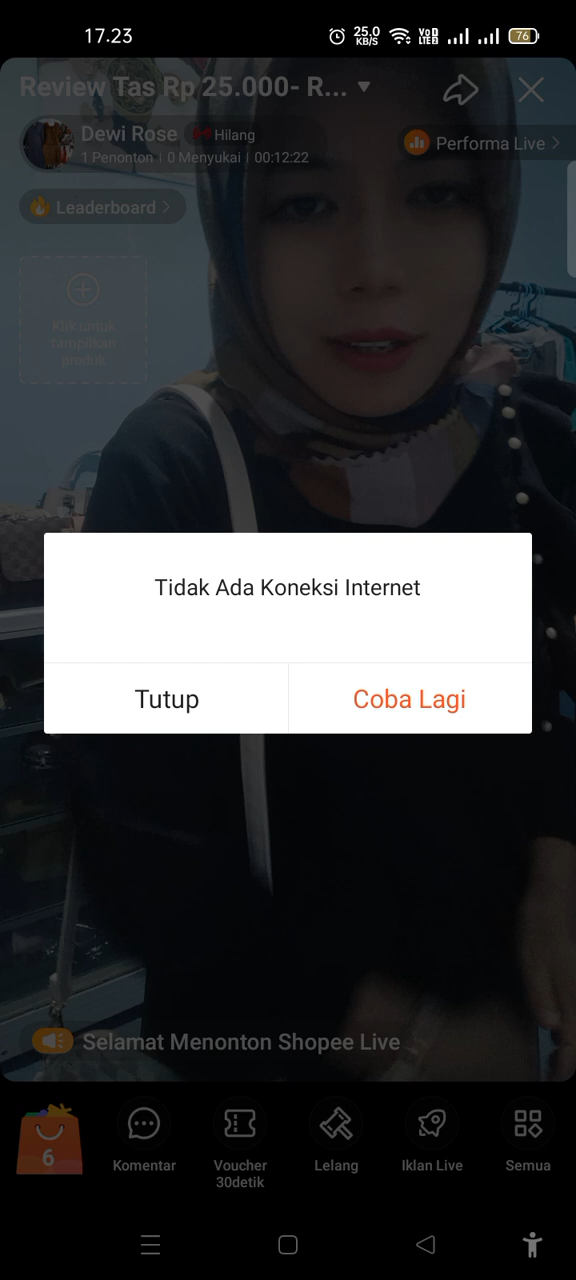 17.23
25.0
KB/S
VoD
LTE2
76
Review Tas Rp 25.000- R...
Dewi Rose
Hilang
1 Penonton | 0 Menyukai | 00:12:22
Performa Live
Leaderboard
Klik untuk
tampilkan
produk
Tidak Ada Koneksi Internet
Tutup
Coba Lagi
Selamat Menonton Shopee Live
6
Komentar
Voucher
30detik
Lelang
Iklan Live
Semua